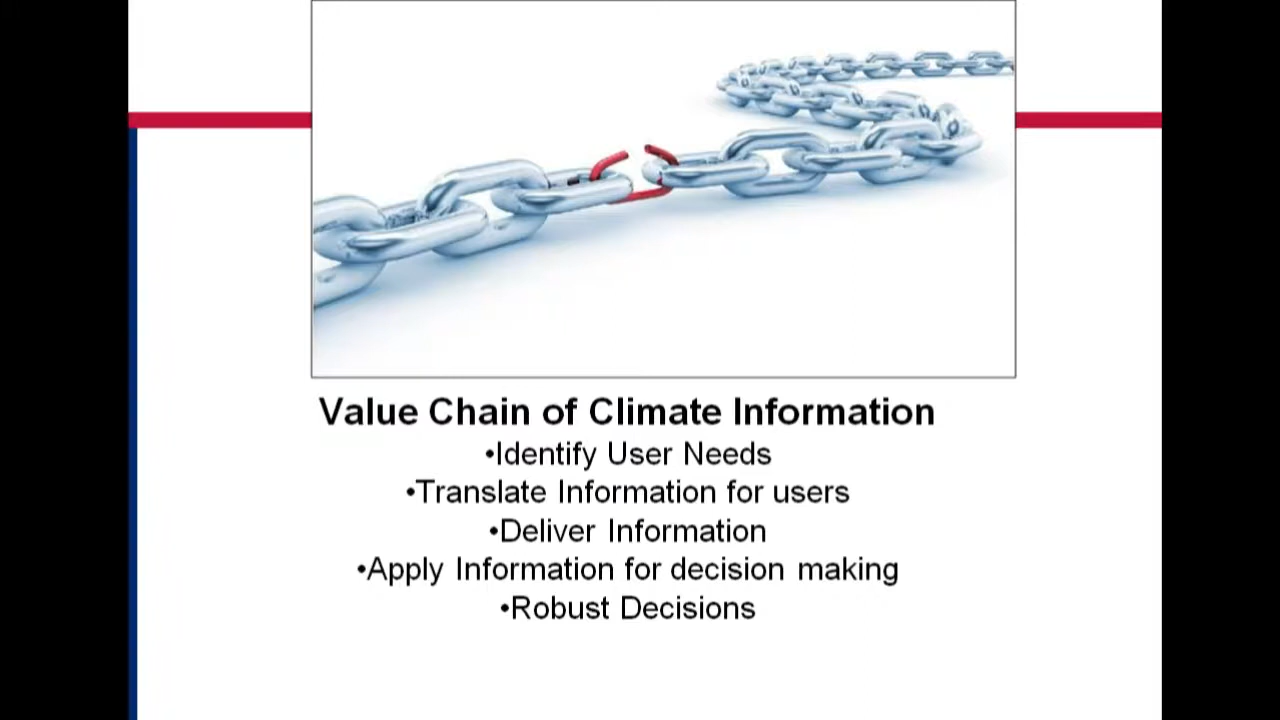 Value Chain of Climate Information
•Identify User Needs
•Translate Information for users
•Deliver Information
•Apply Information for decision making
•Robust Decisions